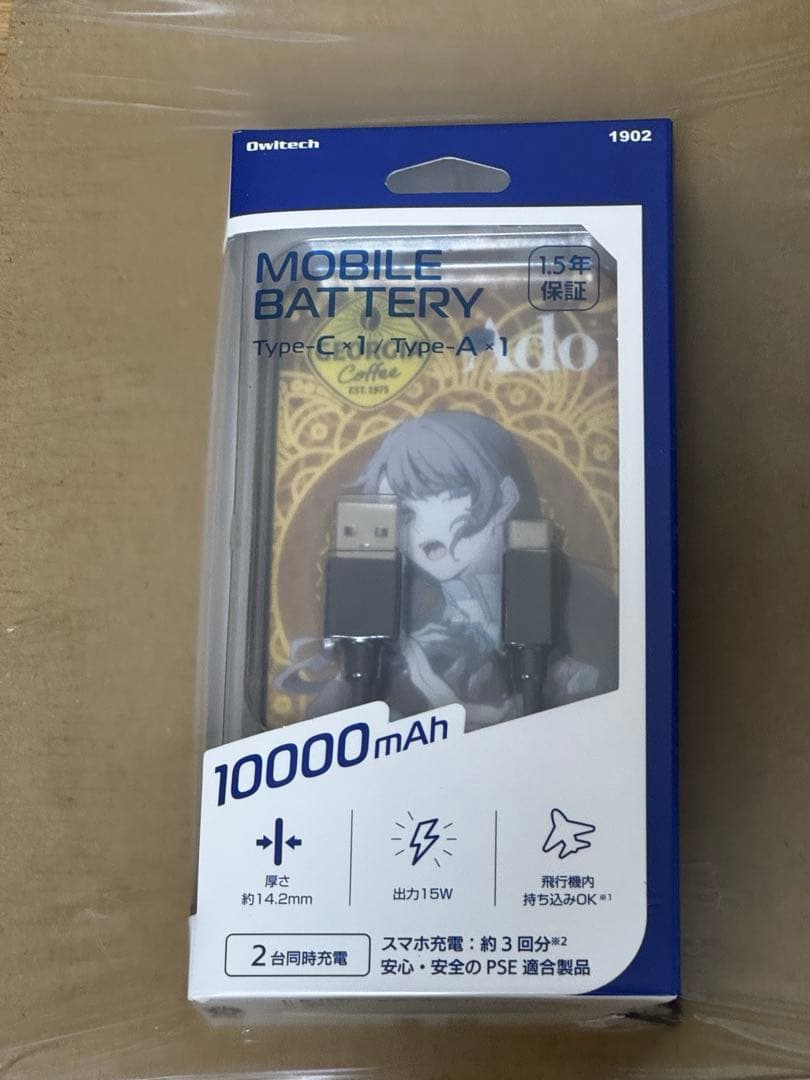 Owltech
1902
MOBILE
BATTERY
1.5年
保証
Type-C×1 / Type-A×1
GEORGIA
Coffee
EST. 1975
Ado
10000mAh
厚さ
約14.2mm
出力15W
飛行機内
持ち込みOK※1
2台同時充電
スマホ充電：約3回分※2
安心・安全のPSE適合製品